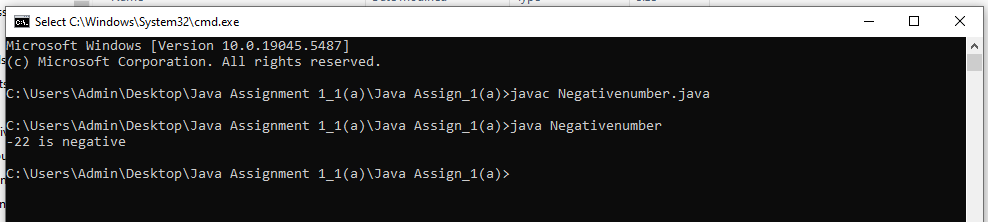 Select C:\Windows\System32\cmd.exe
Microsoft Windows [Version 10.0.19045.5487]
(c) Microsoft Corporation. All rights reserved.
C:\Users\Admin\Desktop\Java Assignment 1_1(a)\Java Assign_1(a)>javac Negativenumber.java
C:\Users\Admin\Desktop\Java Assignment 1_1(a)\Java Assign_1(a)>java Negativenumber
-22 is negative
C:\Users\Admin\Desktop\Java Assignment 1_1(a)\Java Assign_1(a)>